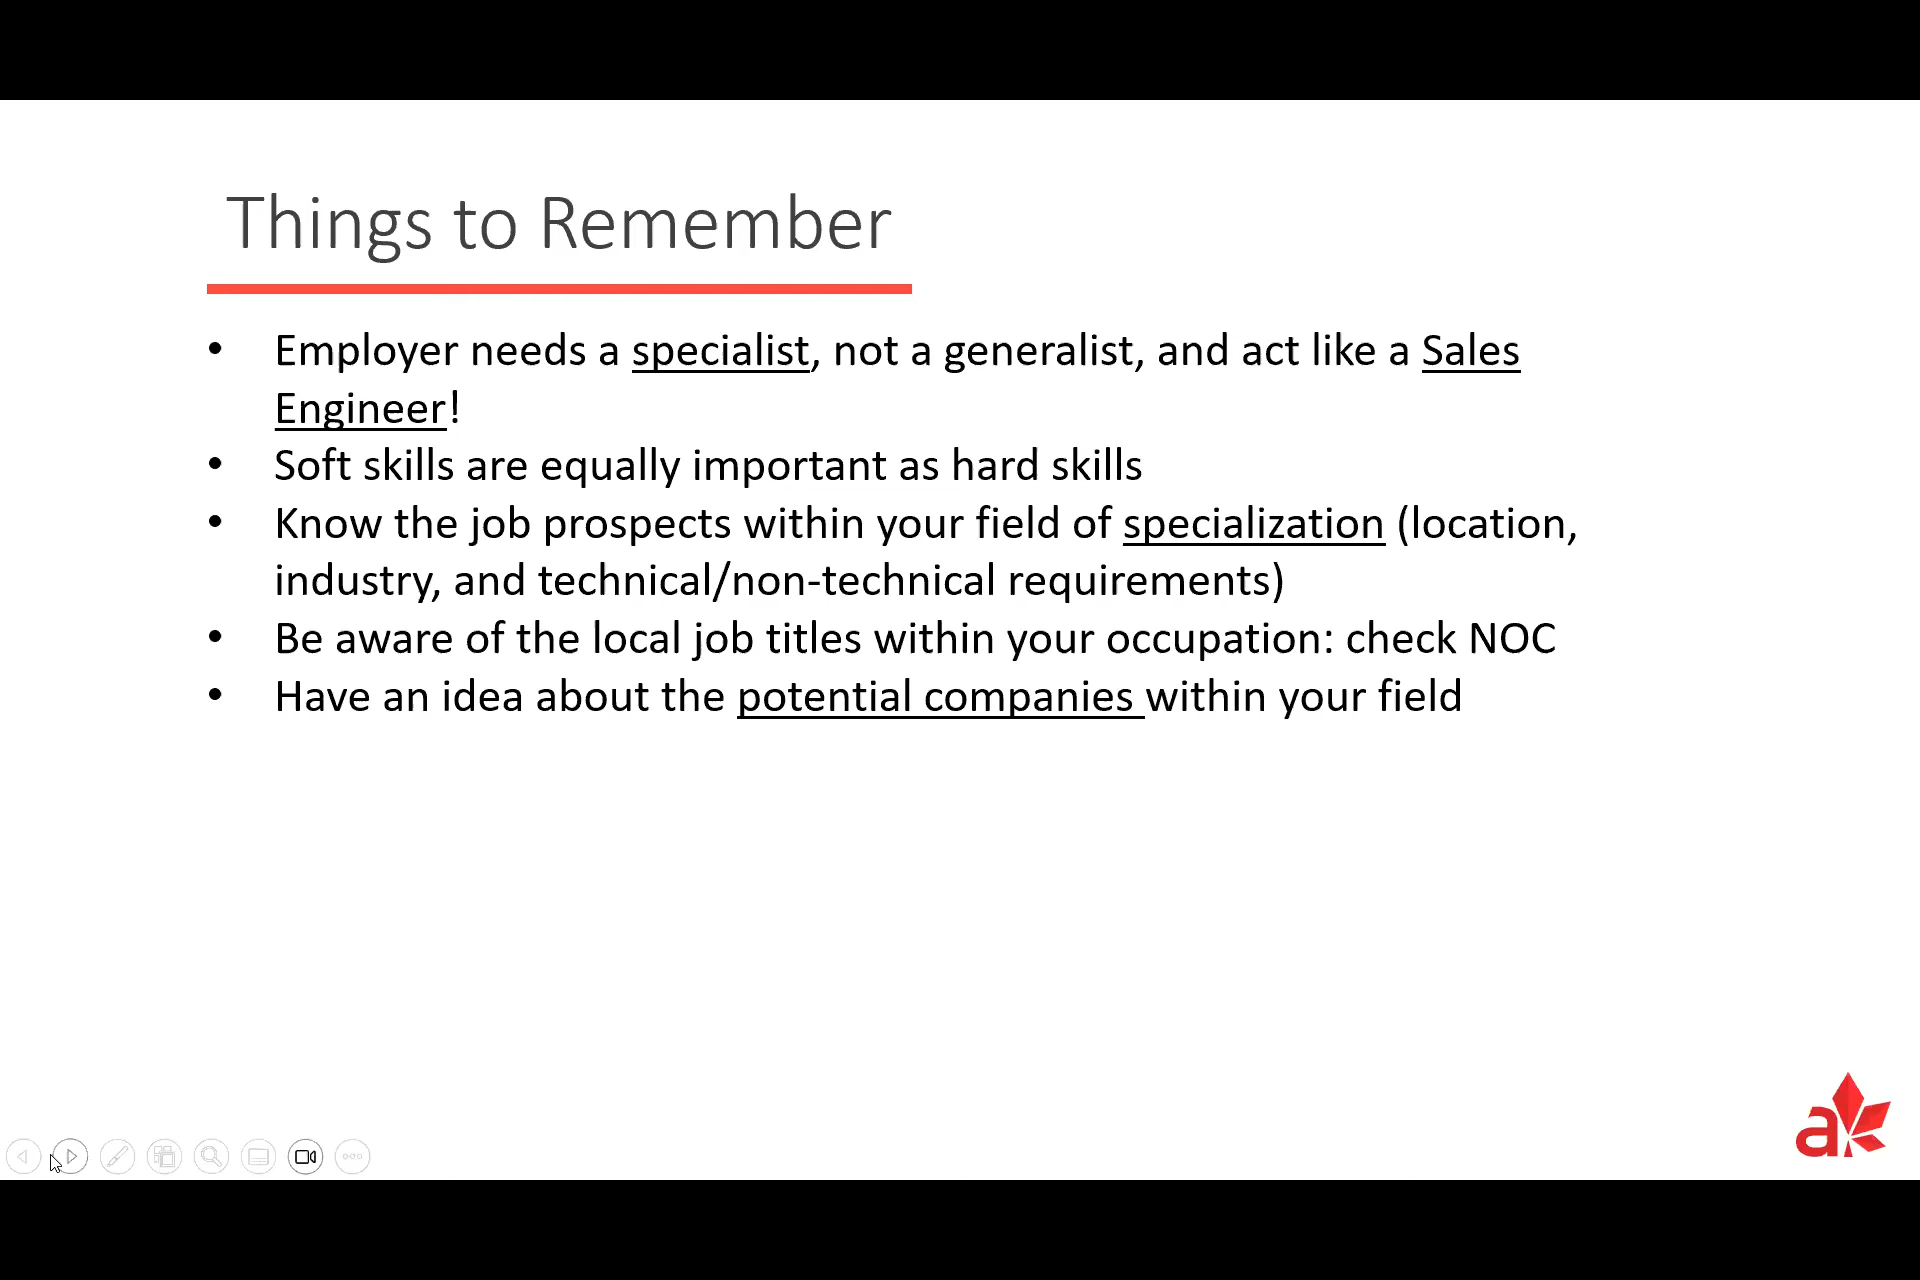 Things to Remember
• Employer needs a specialist, not a generalist, and act like a Sales
Engineer!
• Soft skills are equally important as hard skills
• Know the job prospects within your field of specialization (location,
industry, and technical/non-technical requirements)
• Be aware of the local job titles within your occupation: check NOC
• Have an idea about the potential companies within your field
a